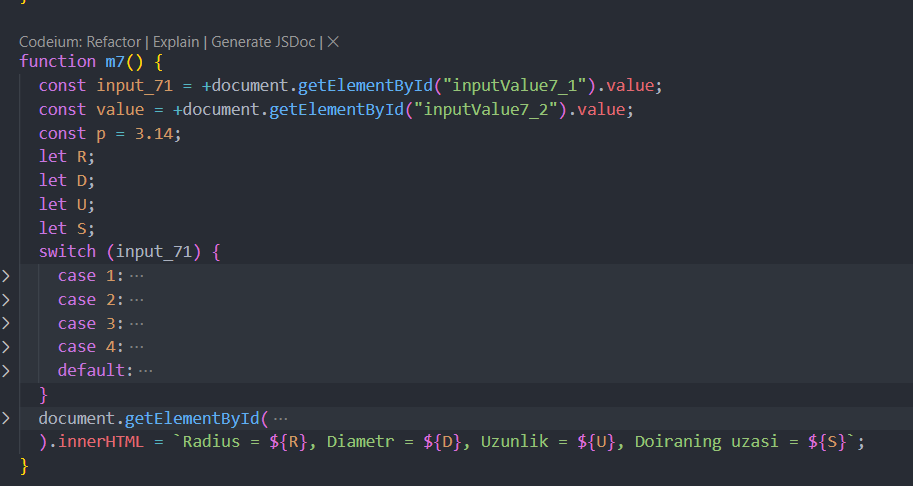 }
Codeium: Refactor | Explain | Generate JSDoc | ×
function m7() {
  const input_71 = +document.getElementById("inputValue7_1").value;
  const value = +document.getElementById("inputValue7_2").value;
  const p = 3.14;
  let R;
  let D;
  let U;
  let S;
  switch (input_71) {
    case 1: ···
    case 2: ···
    case 3: ···
    case 4: ···
    default: ···
  }
  document.getElementById( ···
  ).innerHTML = `Radius = ${R}, Diametr = ${D}, Uzunlik = ${U}, Doiraning uzasi = ${S}`;
}